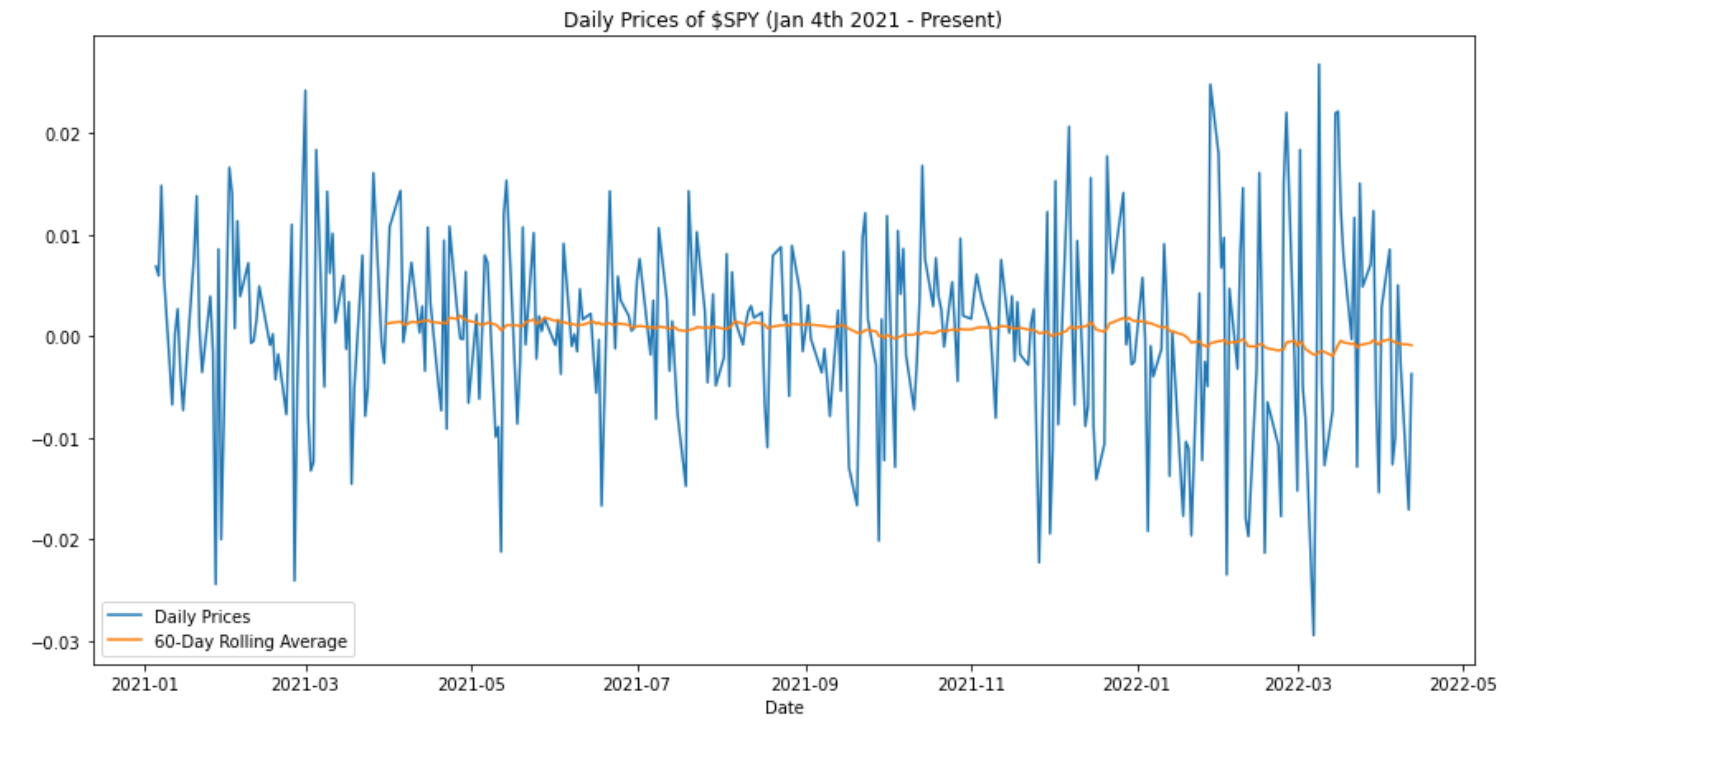 Daily Prices of $SPY (Jan 4th 2021 - Present)
0.02
0.01
0.00
−0.01
−0.02
−0.03
Daily Prices
60-Day Rolling Average
2021-01 2021-03 2021-05 2021-07 2021-09 2021-11 2022-01 2022-03 2022-05
Date